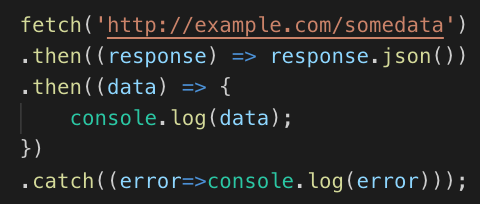 fetch('http://example.com/somedata')
.then((response) => response.json())
.then((data) => {
    console.log(data);
})
.catch((error=>console.log(error)));